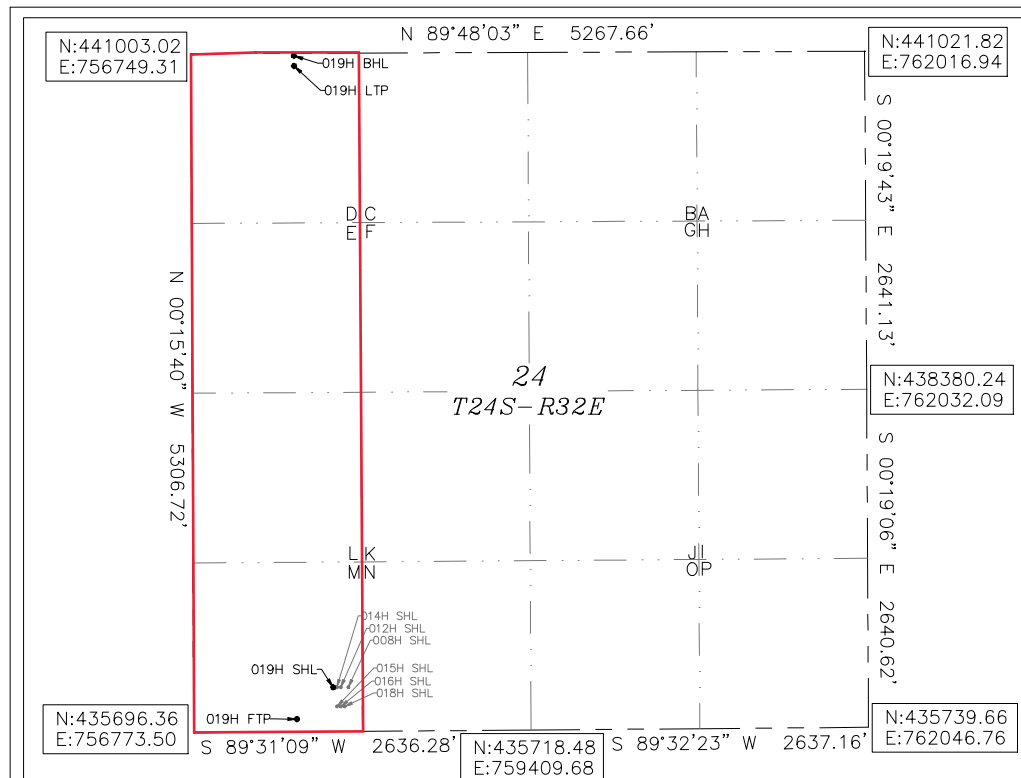 N 89°48'03" E 5267.66'
N:441003.02
E:756749.31
N:441021.82
E:762016.94
019H BHL
019H LTP
S 00°19'43" E 2641.13'
D C
E F
B A
G H
N 00°15'40" W 5306.72'
24
T24S-R32E
N:438380.24
E:762032.09
S 00°19'06" E 2640.62'
L K
M N
J I
O P
014H SHL
012H SHL
008H SHL
019H SHL
015H SHL
016H SHL
018H SHL
019H FTP
N:435696.36
E:756773.50
S 89°31'09" W 2636.28'
N:435718.48
E:759409.68
S 89°32'23" W 2637.16'
N:435739.66
E:762046.76